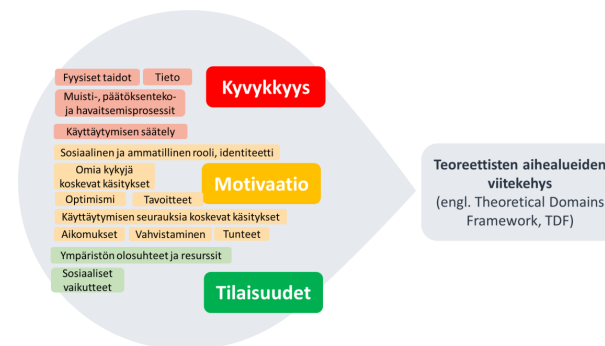 Fyysiset taidot
Tieto
Kyvykkyys
Muisti-, päätöksenteko-
ja havaitsemisprosessit
Käyttäytymisen säätely
Sosiaalinen ja ammatillinen rooli, identiteetti
Omia kykyjä
koskevat käsitykset
Motivaatio
Optimismi
Tavoitteet
Käyttäytymisen seurauksia koskevat käsitykset
Aikomukset
Vahvistaminen
Tunteet
Ympäristön olosuhteet ja resurssit
Sosiaaliset
vaikutteet
Tilaisuudet
Teoreettisten aihealueiden
viitekehys
(engl. Theoretical Domains
Framework, TDF)